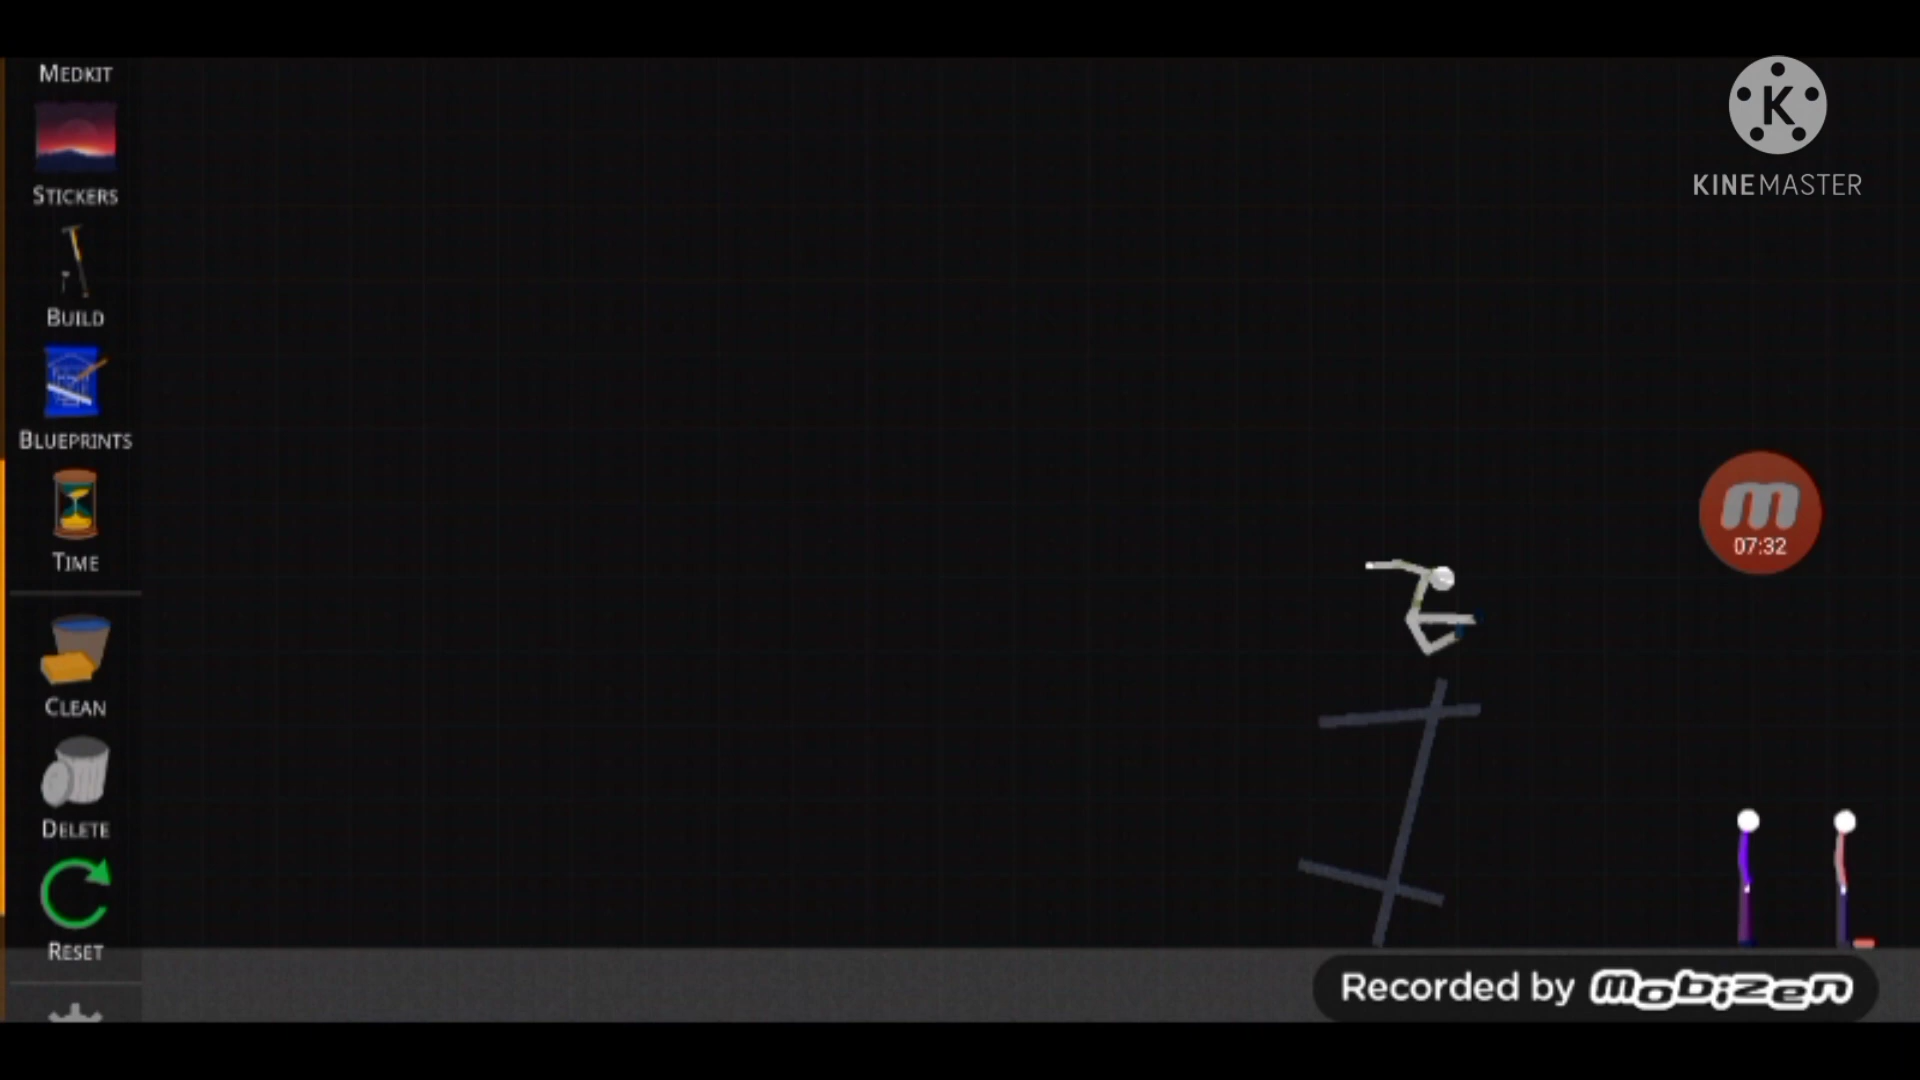 MEDKIT
STICKERS
BUILD
BLUEPRINTS
TIME
CLEAN
DELETE
RESET
K
KINEMASTER
m
07:32
Recorded by mobizen